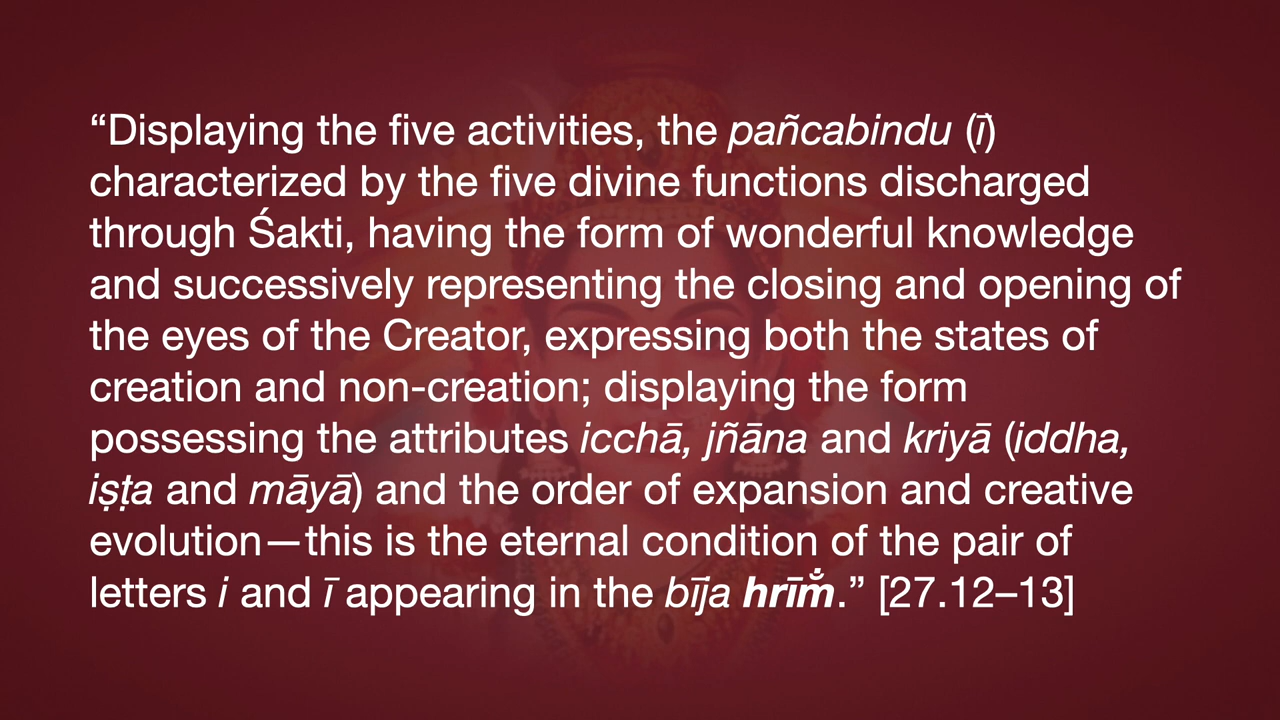 “Displaying the five activities, the pañcabindu (ī)
characterized by the five divine functions discharged
through Śakti, having the form of wonderful knowledge
and successively representing the closing and opening of
the eyes of the Creator, expressing both the states of
creation and non-creation; displaying the form
possessing the attributes icchā, jñāna and kriyā (iddha,
iṣṭa and māyā) and the order of expansion and creative
evolution—this is the eternal condition of the pair of
letters i and ī appearing in the bīja hrīm̐.” [27.12–13]